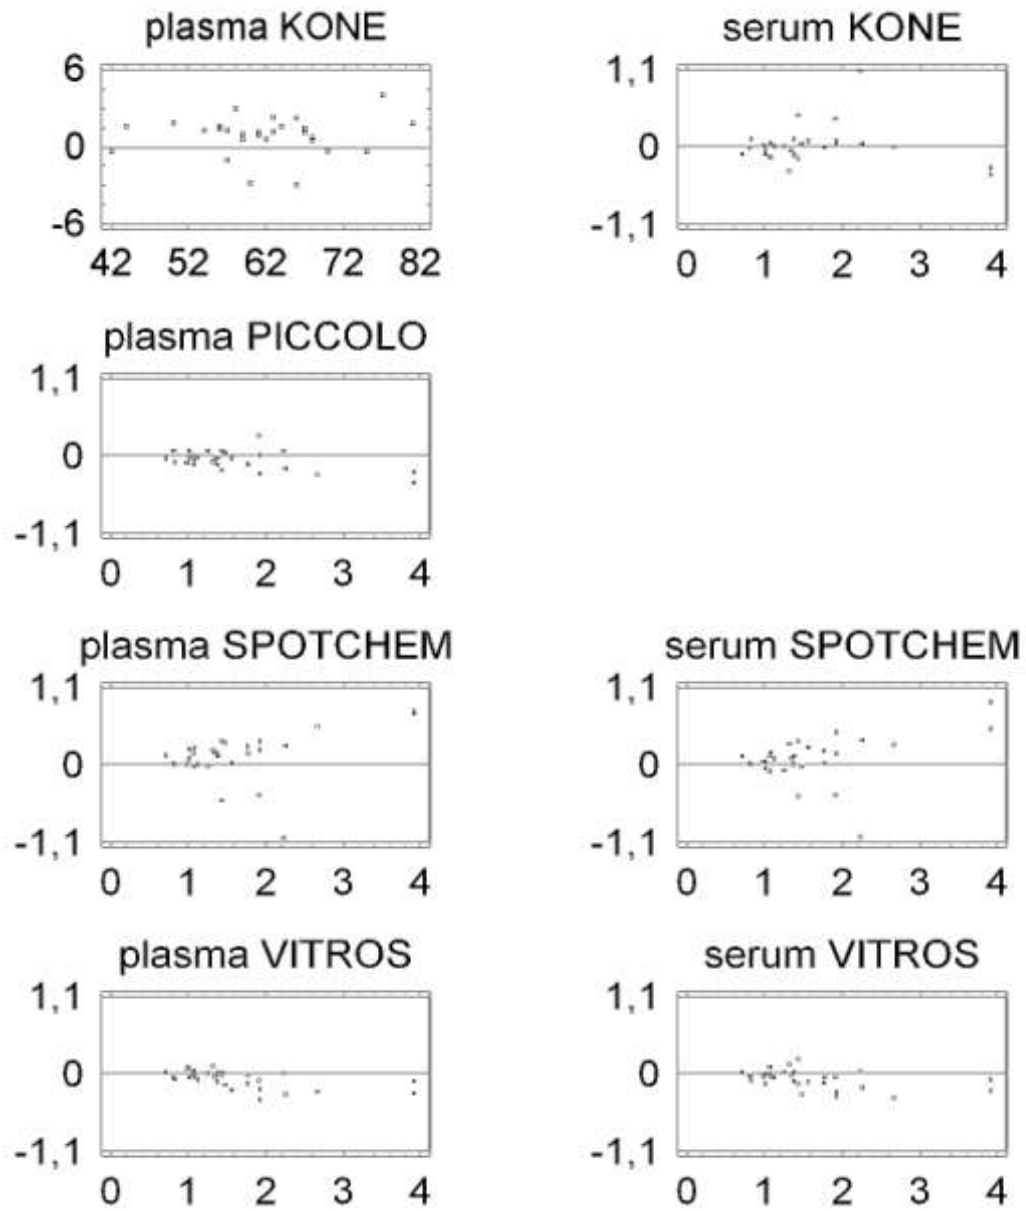 plasma KONE
6
0
-6
42 52 62 72 82
serum KONE
1,1
0
-1,1
0 1 2 3 4
plasma PICCOLO
1,1
0
-1,1
0 1 2 3 4
plasma SPOTCHEM
1,1
0
-1,1
0 1 2 3 4
serum SPOTCHEM
1,1
0
-1,1
0 1 2 3 4
plasma VITROS
1,1
0
-1,1
0 1 2 3 4
serum VITROS
1,1
0
-1,1
0 1 2 3 4